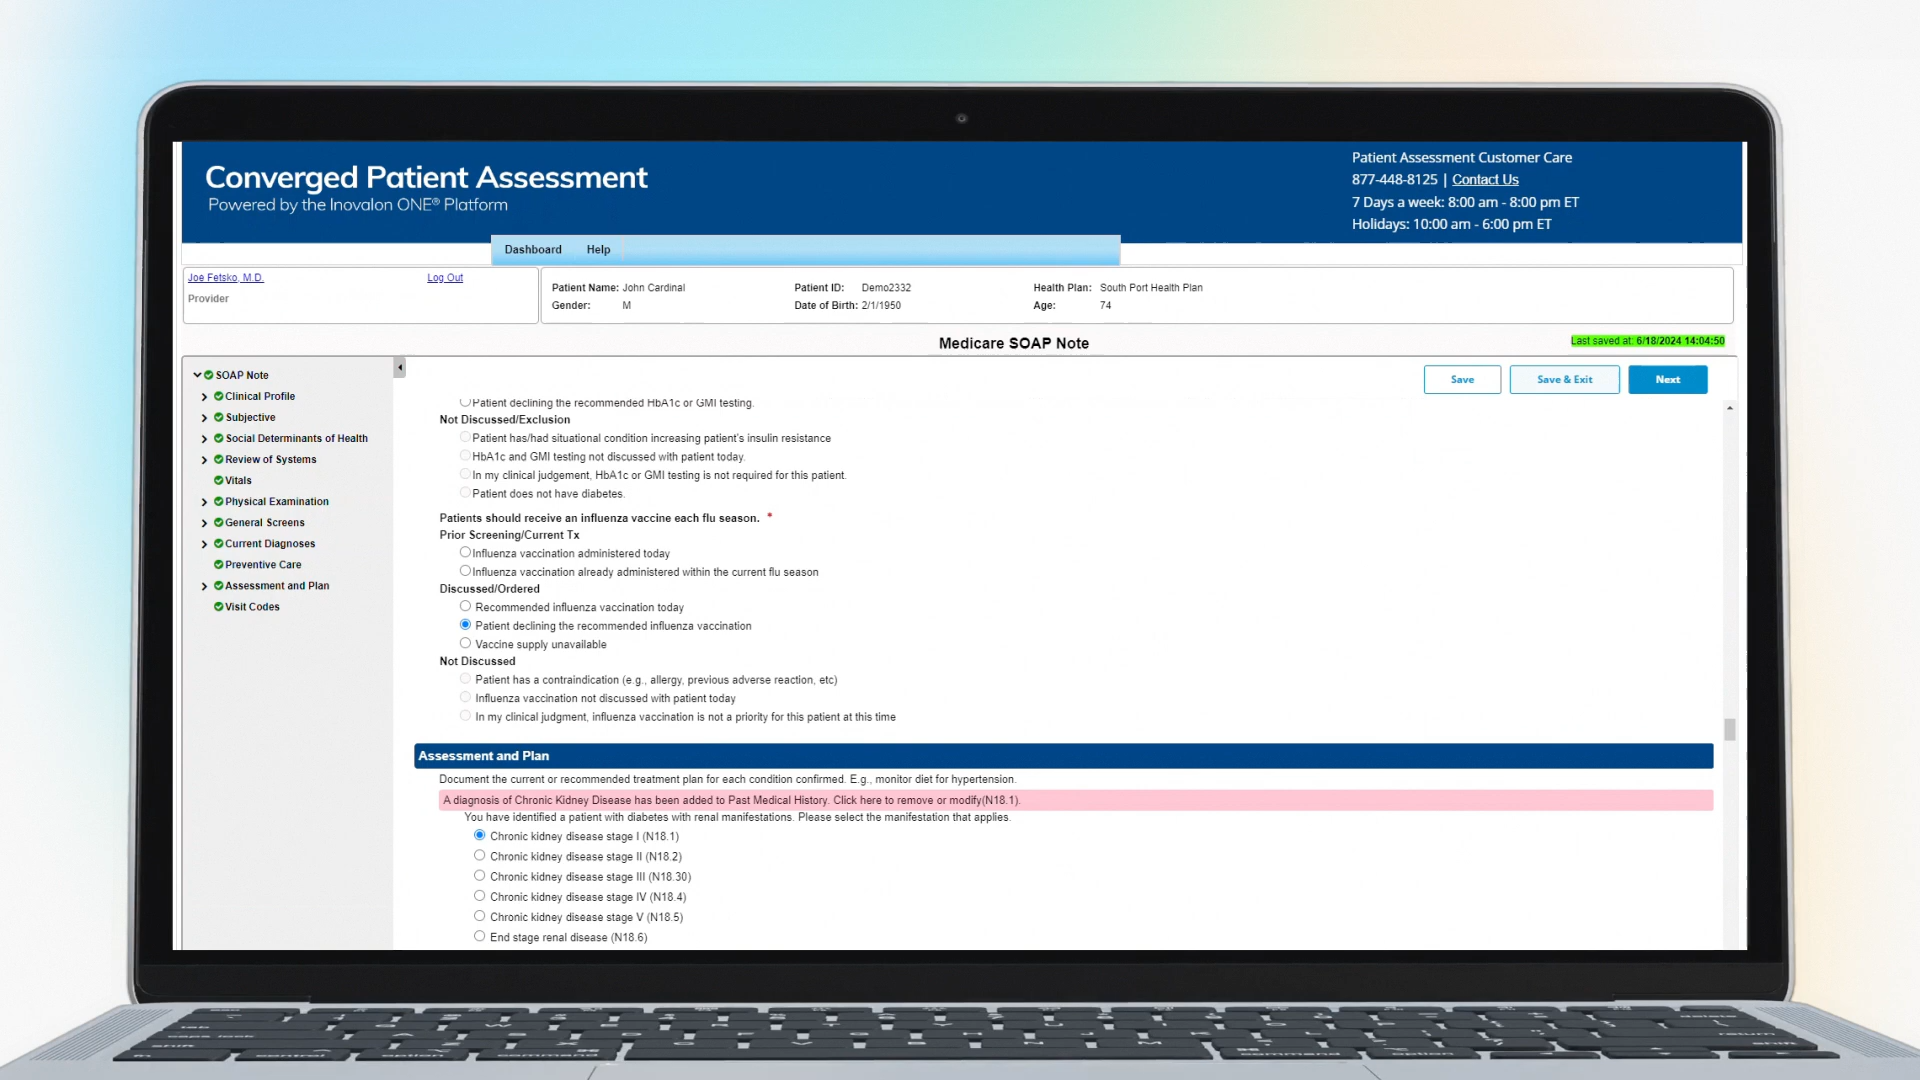 Converged Patient Assessment
Powered by the Inovalon ONE® Platform
Patient Assessment Customer Care
877-448-8125 | Contact Us
7 Days a week: 8:00 am - 8:00 pm ET
Holidays: 10:00 am - 6:00 pm ET
Dashboard Help
Joe Fetsko, M.D. Log Out
Provider
Patient Name: John Cardinal Patient ID: Demo2332 Health Plan: South Port Health Plan
Gender: M Date of Birth: 2/1/1950 Age: 74
Medicare SOAP Note
Last saved at: 6/18/2024 14:04:50
SOAP Note
Clinical Profile
Subjective
Social Determinants of Health
Review of Systems
Vitals
Physical Examination
General Screens
Current Diagnoses
Preventive Care
Assessment and Plan
Visit Codes
Save Save & Exit Next
Patient declining the recommended HbA1c or GMI testing.
Not Discussed/Exclusion
Patient has/had situational condition increasing patient's insulin resistance
HbA1c and GMI testing not discussed with patient today.
In my clinical judgement, HbA1c or GMI testing is not required for this patient.
Patient does not have diabetes.
Patients should receive an influenza vaccine each flu season. *
Prior Screening/Current Tx
Influenza vaccination administered today
Influenza vaccination already administered within the current flu season
Discussed/Ordered
Recommended influenza vaccination today
Patient declining the recommended influenza vaccination
Vaccine supply unavailable
Not Discussed
Patient has a contraindication (e.g., allergy, previous adverse reaction, etc)
Influenza vaccination not discussed with patient today
In my clinical judgment, influenza vaccination is not a priority for this patient at this time
Assessment and Plan
Document the current or recommended treatment plan for each condition confirmed. E.g., monitor diet for hypertension.
A diagnosis of Chronic Kidney Disease has been added to Past Medical History. Click here to remove or modify(N18.1).
You have identified a patient with diabetes with renal manifestations. Please select the manifestation that applies.
Chronic kidney disease stage I (N18.1)
Chronic kidney disease stage II (N18.2)
Chronic kidney disease stage III (N18.30)
Chronic kidney disease stage IV (N18.4)
Chronic kidney disease stage V (N18.5)
End stage renal disease (N18.6)